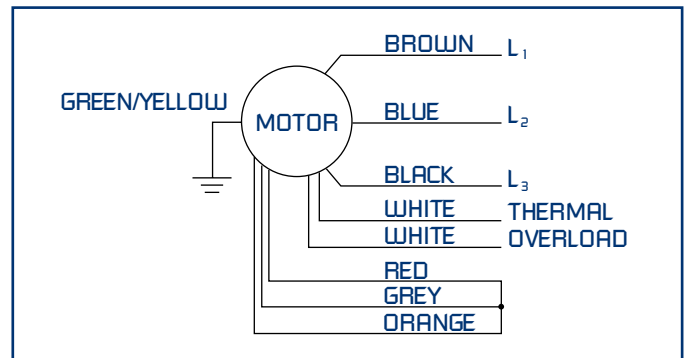 BROWN L₁
GREEN/YELLOW
MOTOR
BLUE L₂
BLACK L₃
WHITE THERMAL
WHITE OVERLOAD
RED
GREY
ORANGE